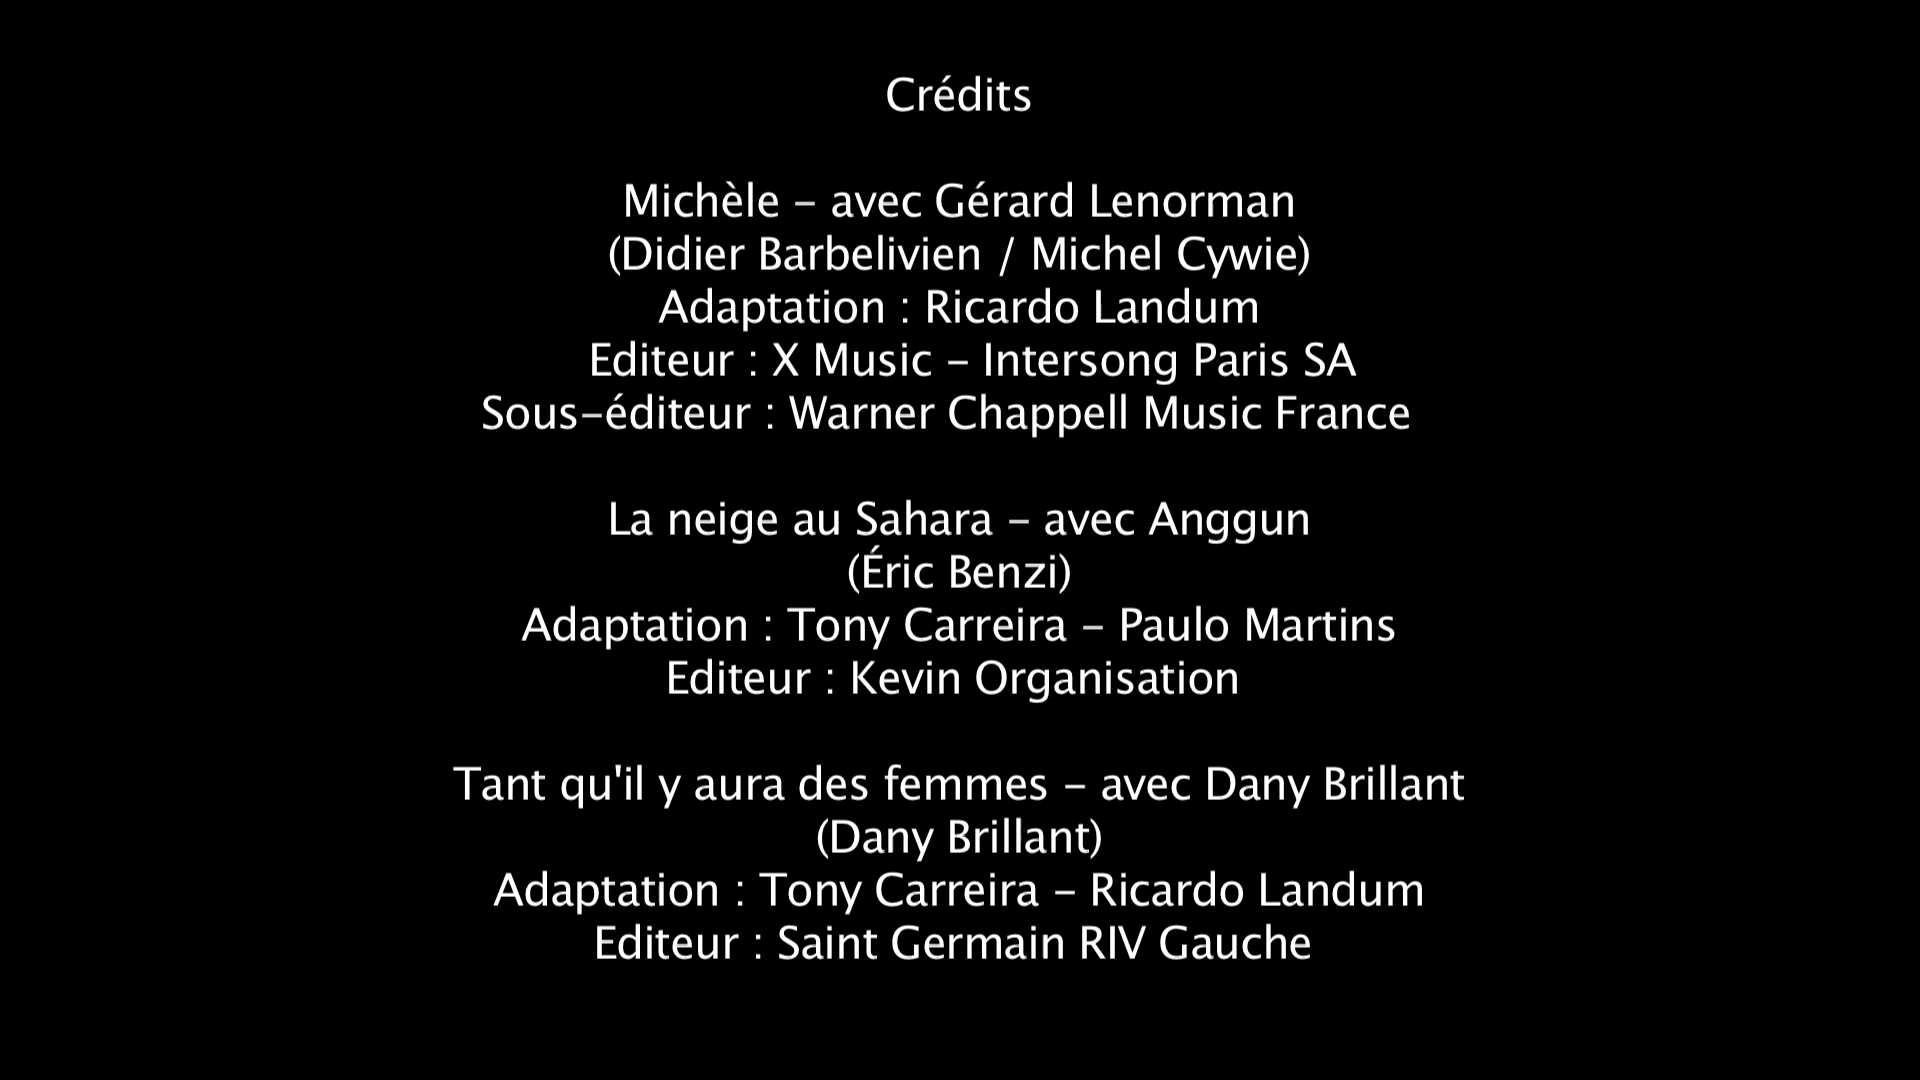 Crédits
Michèle – avec Gérard Lenorman
(Didier Barbelivien / Michel Cywie)
Adaptation : Ricardo Landum
Editeur : X Music – Intersong Paris SA
Sous–éditeur : Warner Chappell Music France
La neige au Sahara – avec Anggun
(Éric Benzi)
Adaptation : Tony Carreira – Paulo Martins
Editeur : Kevin Organisation
Tant qu'il y aura des femmes – avec Dany Brillant
(Dany Brillant)
Adaptation : Tony Carreira – Ricardo Landum
Editeur : Saint Germain RIV Gauche